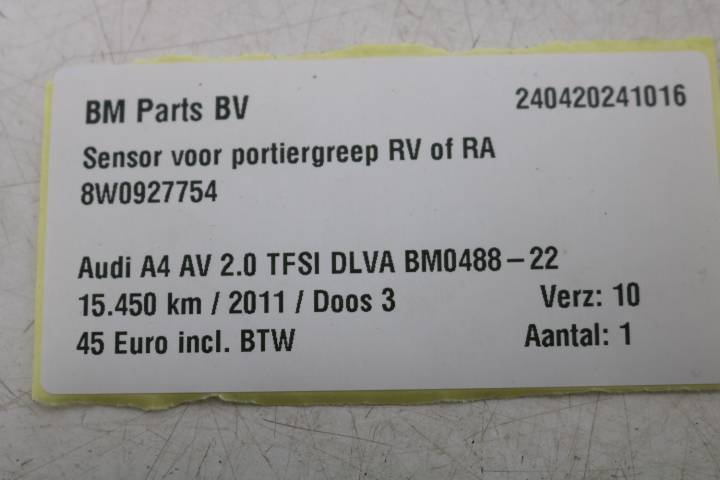 BM Parts BV 240420241016
Sensor voor portiergreep RV of RA
8W0927754
Audi A4 AV 2.0 TFSI DLVA BM0488-22
15.450 km / 2011 / Doos 3 Verz: 10
45 Euro incl. BTW Aantal: 1